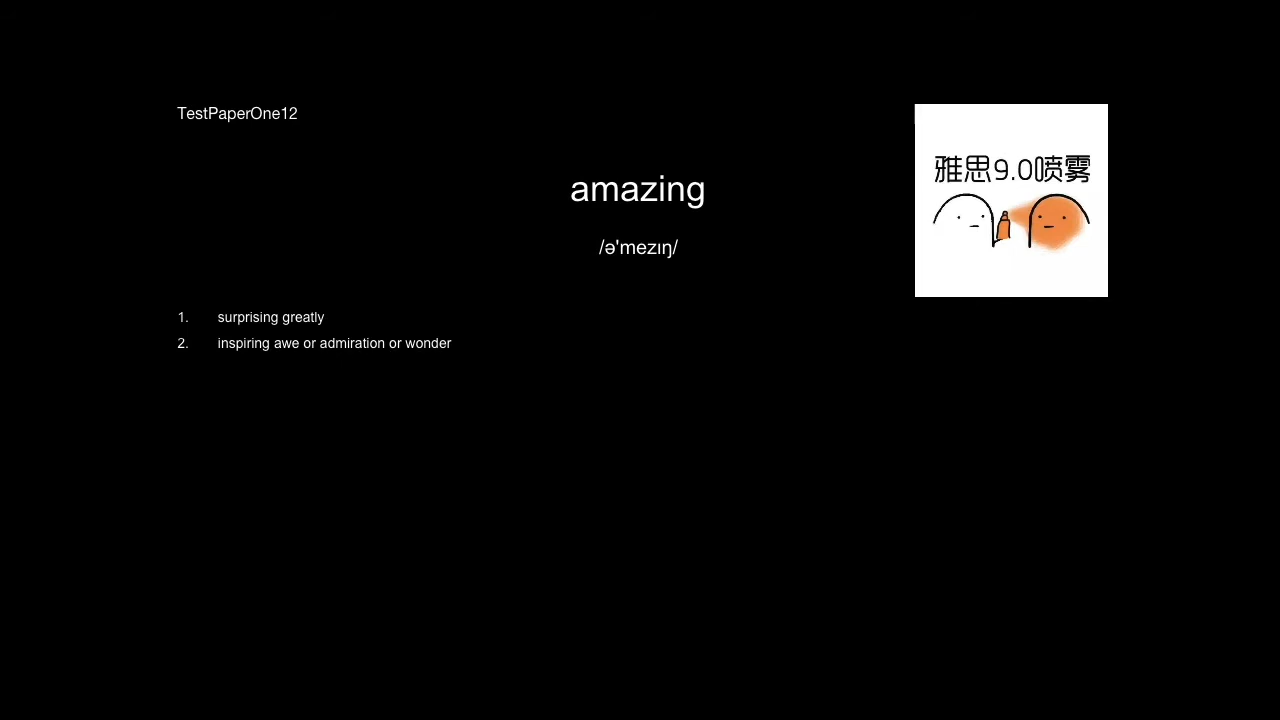 TestPaperOne12
雅思9.0喷雾
amazing
/ə'mezɪŋ/
1. surprising greatly
2. inspiring awe or admiration or wonder